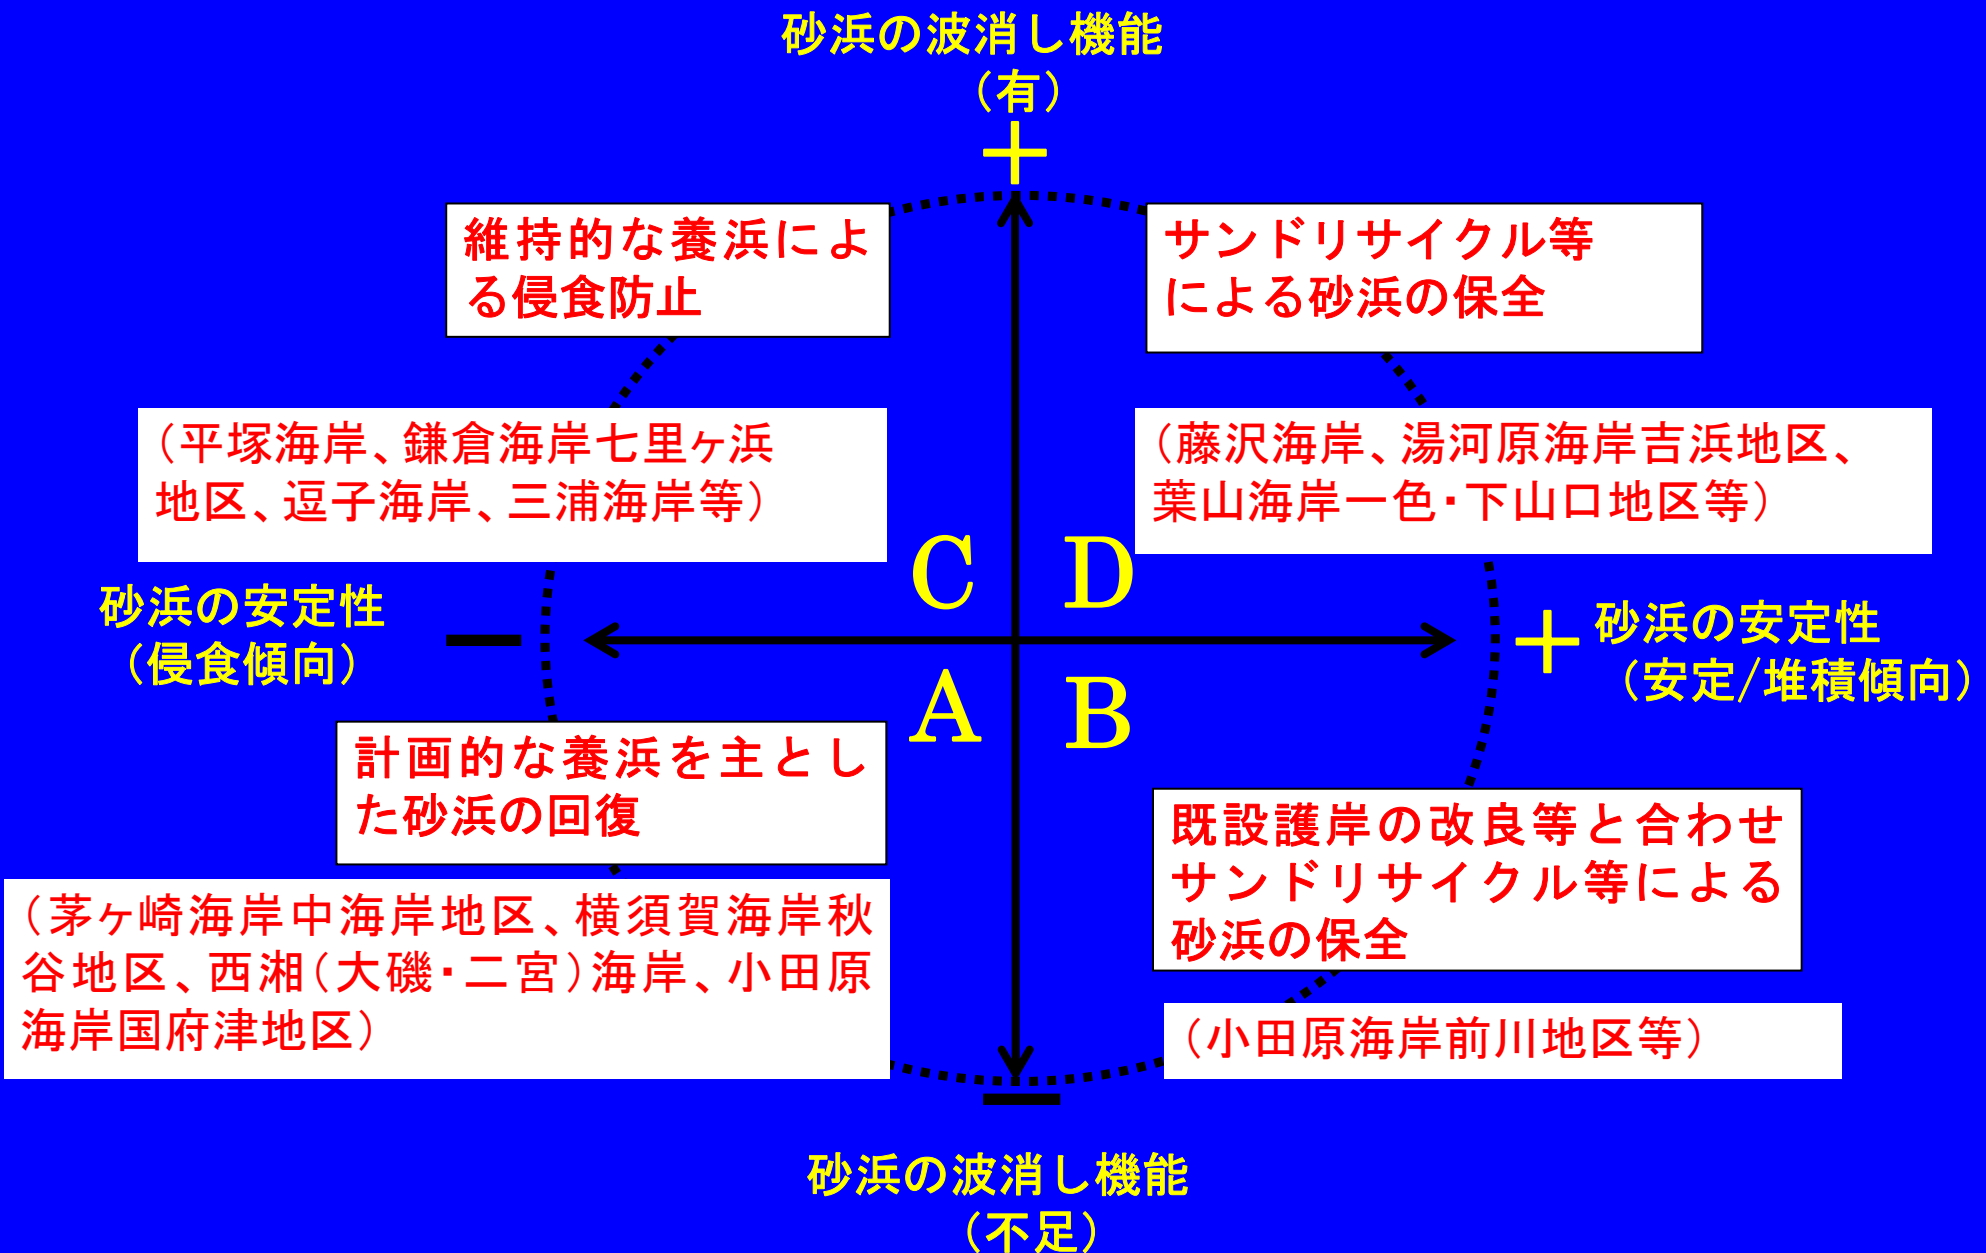 砂浜の波消し機能
（有）
＋
維持的な養浜によ
る侵食防止
サンドリサイクル等
による砂浜の保全
（平塚海岸、鎌倉海岸七里ヶ浜
地区、逗子海岸、三浦海岸等）
（藤沢海岸、湯河原海岸吉浜地区、
葉山海岸一色・下山口地区等）
C
D
砂浜の安定性
（侵食傾向）
－
＋
砂浜の安定性
（安定/堆積傾向）
A
B
計画的な養浜を主とし
た砂浜の回復
既設護岸の改良等と合わせ
サンドリサイクル等による
砂浜の保全
（茅ヶ崎海岸中海岸地区、横須賀海岸秋
谷地区、西湘（大磯・二宮）海岸、小田原
海岸国府津地区）
（小田原海岸前川地区等）
－
砂浜の波消し機能
（不足）